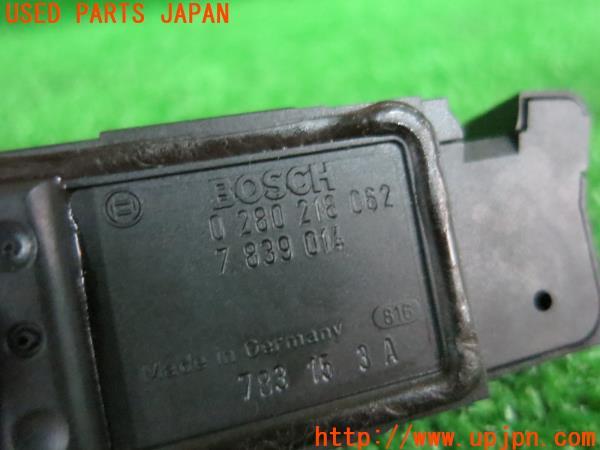 USED PARTS JAPAN
BOSCH
0 280 218 062
7 839 014
816
Made in Germany
783 15 3 A
http://www.upjpn.com